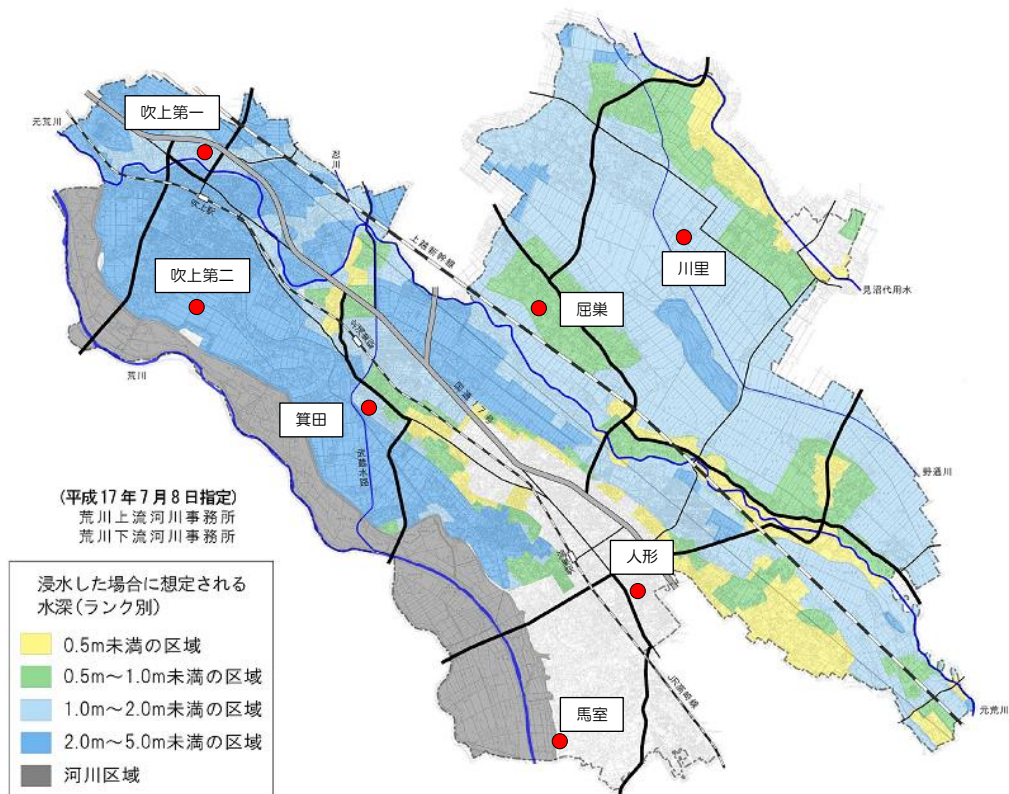 吹上第一
元荒川
忍川
吹上駅
上越新幹線
川里
吹上第二
屈巣
見沼代用水
荒川
国道17号
箕田
武蔵水路
野通川
(平成17年7月8日指定)
荒川上流河川事務所
荒川下流河川事務所
人形
浸水した場合に想定される
水深(ランク別)
0.5m未満の区域
0.5m~1.0m未満の区域
1.0m~2.0m未満の区域
2.0m~5.0m未満の区域
河川区域
JR高崎線
馬室
元荒川